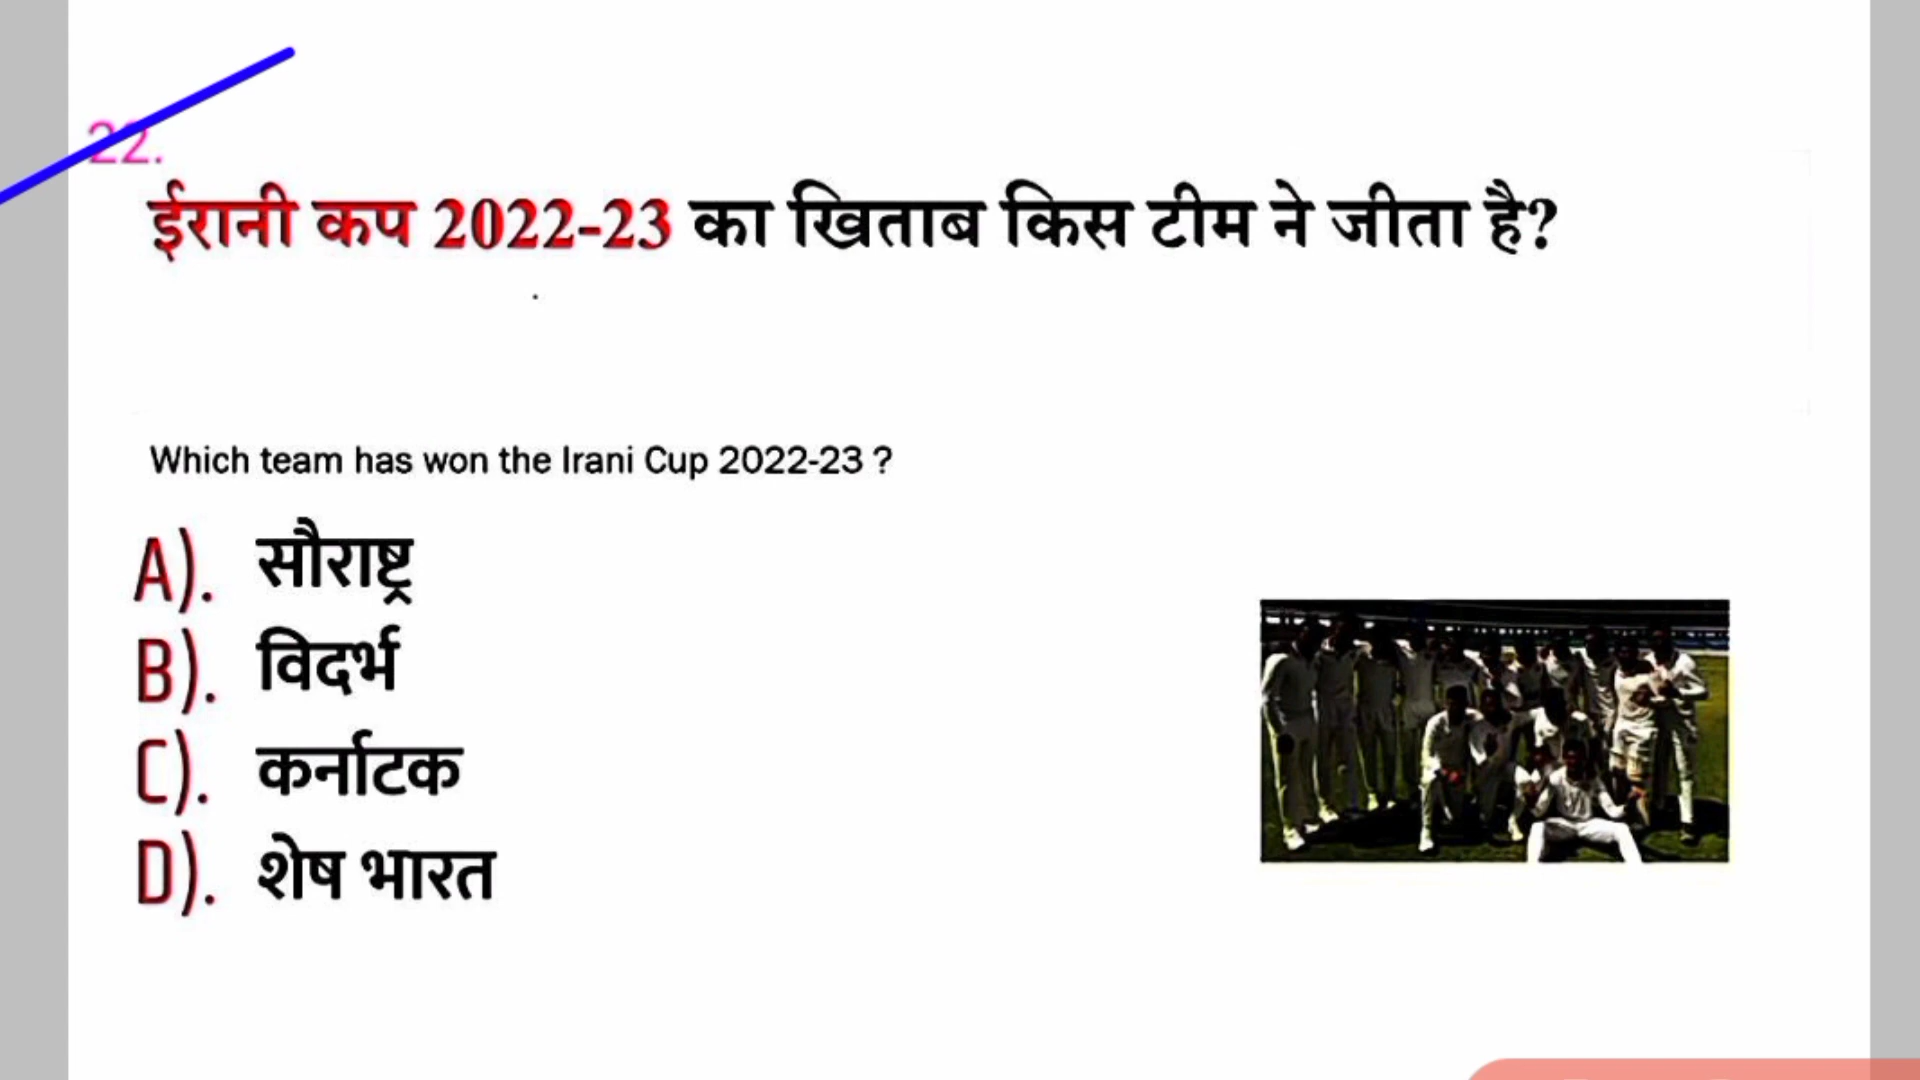 22.
ईरानी कप 2022-23 का खिताब किस टीम ने जीता है?
Which team has won the Irani Cup 2022-23 ?
A). सौराष्ट्र
B). विदर्भ
C). कर्नाटक
D). शेष भारत